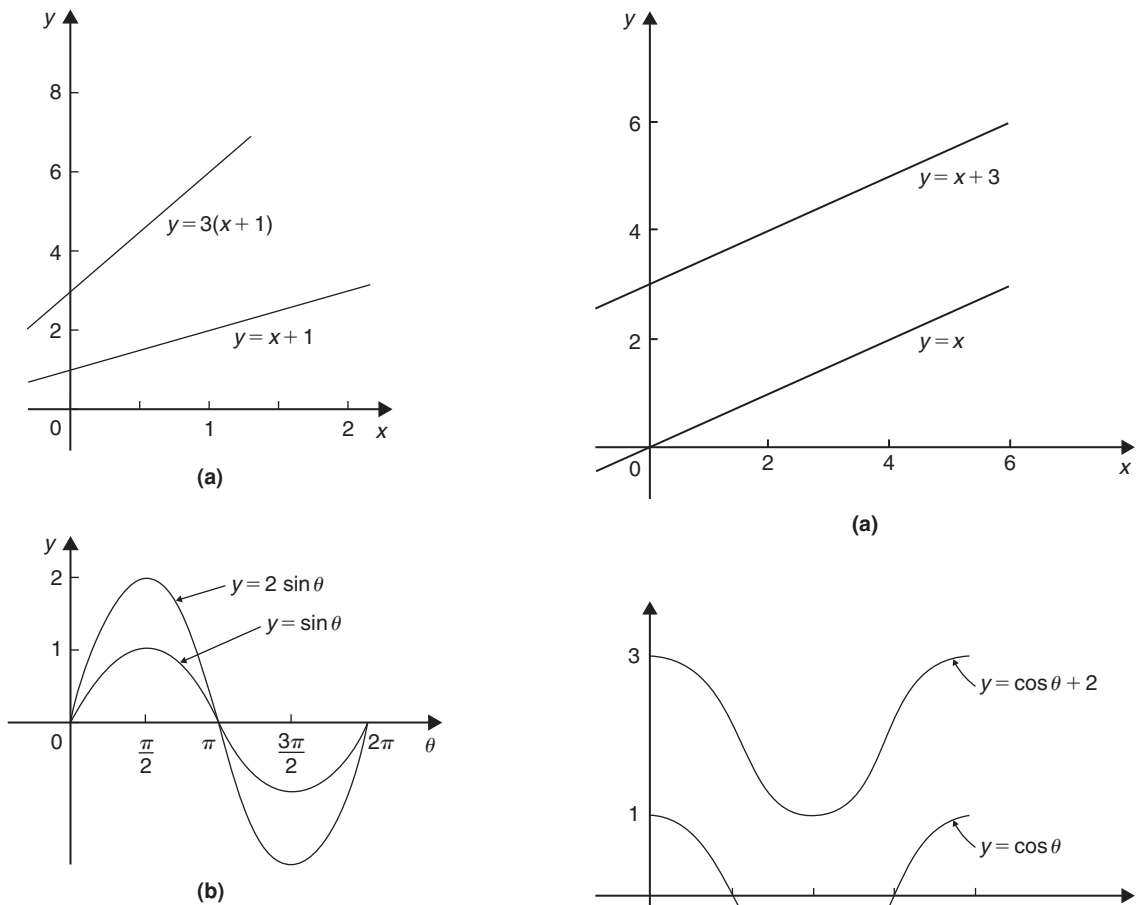 y
8
6
4
2
0
1
2
x
y = 3(x + 1)
y = x + 1
(a)
y
2
1
0
π/2
π
3π/2
2π
θ
y = 2 sin θ
y = sin θ
(b)
y
6
4
2
0
2
4
6
x
y = x + 3
y = x
(a)
3
1
y = cos θ + 2
y = cos θ